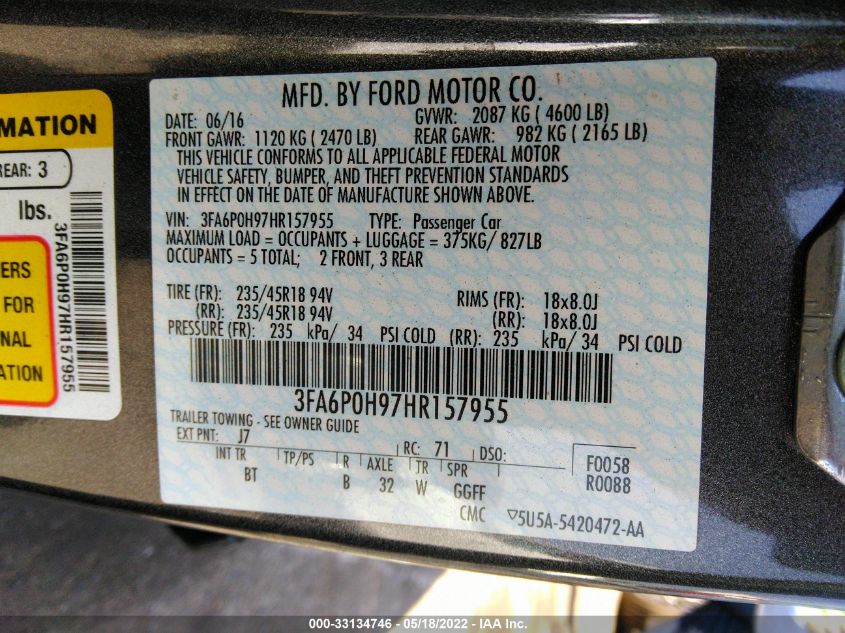 MFD. BY FORD MOTOR CO.
DATE: 06/16 GVWR: 2087 KG ( 4600 LB)
FRONT GAWR: 1120 KG ( 2470 LB) REAR GAWR: 982 KG ( 2165 LB)
THIS VEHICLE CONFORMS TO ALL APPLICABLE FEDERAL MOTOR
VEHICLE SAFETY, BUMPER, AND THEFT PREVENTION STANDARDS
IN EFFECT ON THE DATE OF MANUFACTURE SHOWN ABOVE.
VIN: 3FA6P0H97HR157955 TYPE: Passenger Car
MAXIMUM LOAD = OCCUPANTS + LUGGAGE = 375KG/ 827LB
OCCUPANTS = 5 TOTAL; 2 FRONT, 3 REAR
TIRE (FR): 235/45R18 94V RIMS (FR): 18x8.0J
(RR): 235/45R18 94V (RR): 18x8.0J
PRESSURE (FR): 235 kPa/ 34 PSI COLD (RR): 235 kPa/ 34 PSI COLD
3FA6P0H97HR157955
TRAILER TOWING - SEE OWNER GUIDE
EXT PNT: J7 RC: 71 DSO:
INT TR TP/PS R AXLE TR SPR
BT B 32 W GGFF
F0058
R0088
CMC ▽5U5A-5420472-AA
RMATION
REAR: 3
lbs.
ERS
FOR
NAL
ATION
3FA6P0H97HR157955
000-33134746 - 05/18/2022 - IAA Inc.